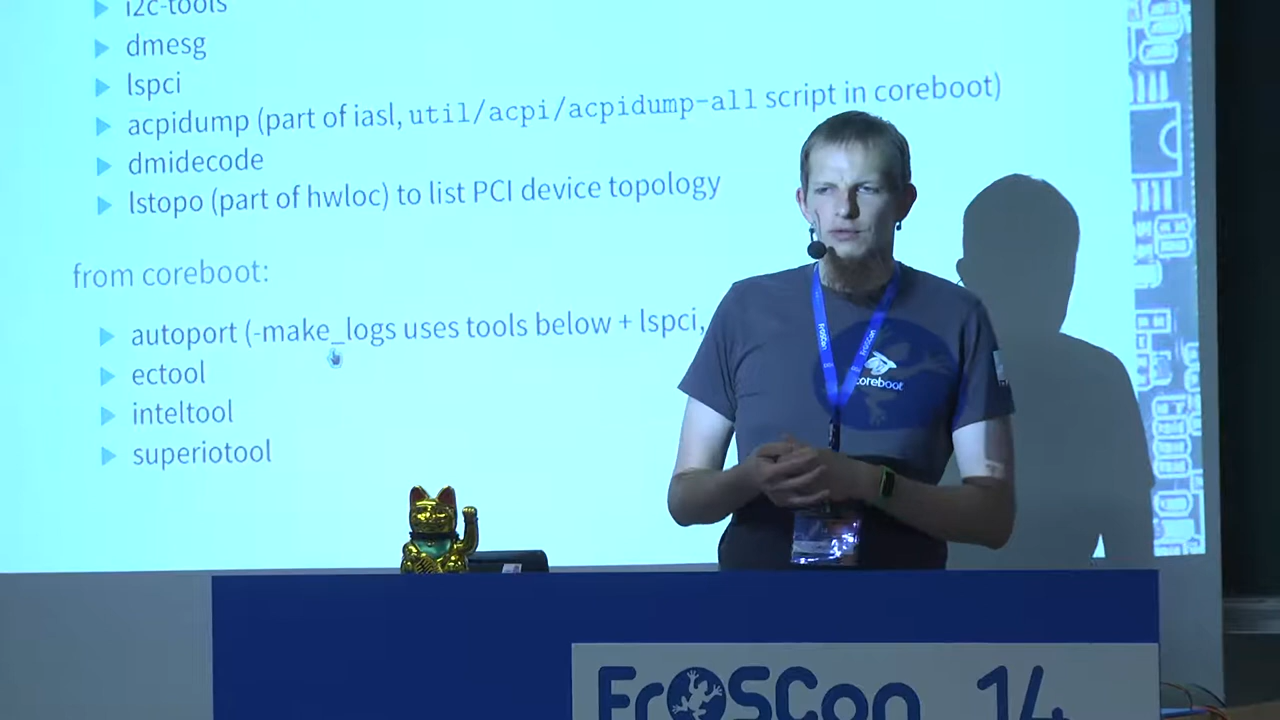 i2c-tools
dmesg
lspci
acpidump (part of iasl, util/acpi/acpidump-all script in coreboot)
dmidecode
lstopo (part of hwloc) to list PCI device topology
from coreboot:
autoport (-make_logs uses tools below + lspci,
ectool
inteltool
superiotool
FrOSCon
FrOSCon
coreboot
FrOSCon 14